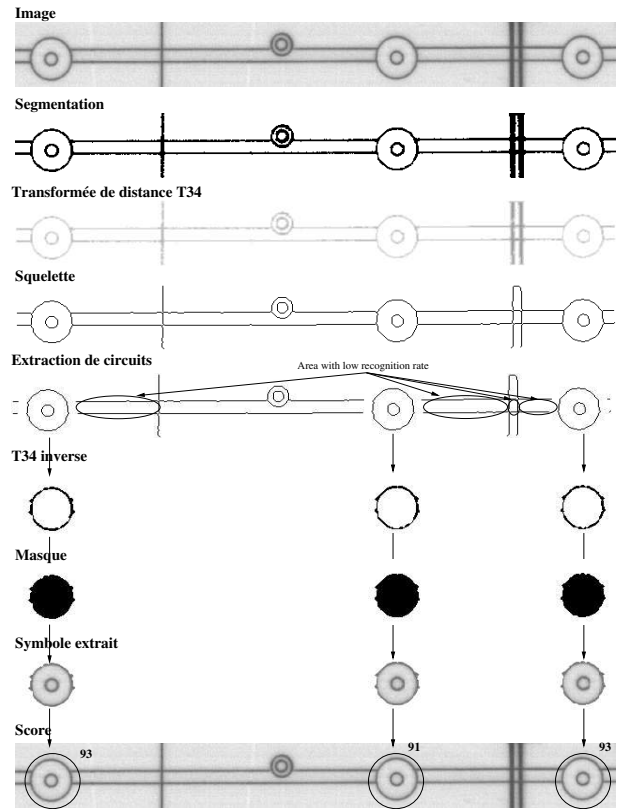 Image
Segmentation
Transformée de distance T34
Squelette
Extraction de circuits
Area with low recognition rate
T34 inverse
Masque
Symbole extrait
Score
93
91
93